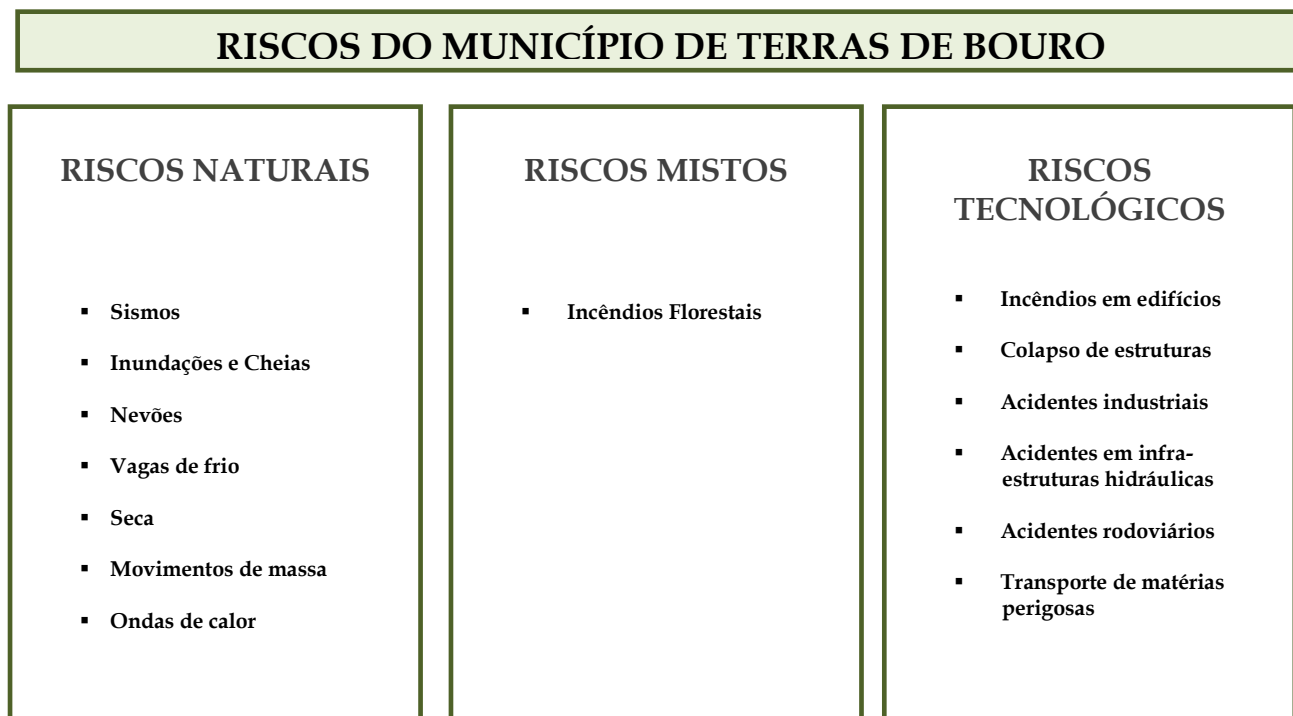 RISCOS DO MUNICÍPIO DE TERRAS DE BOURO
RISCOS NATURAIS
▪ Sismos
▪ Inundações e Cheias
▪ Nevões
▪ Vagas de frio
▪ Seca
▪ Movimentos de massa
▪ Ondas de calor
RISCOS MISTOS
▪ Incêndios Florestais
RISCOS
TECNOLÓGICOS
▪ Incêndios em edifícios
▪ Colapso de estruturas
▪ Acidentes industriais
▪ Acidentes em infra-
estruturas hidráulicas
▪ Acidentes rodoviários
▪ Transporte de matérias
perigosas